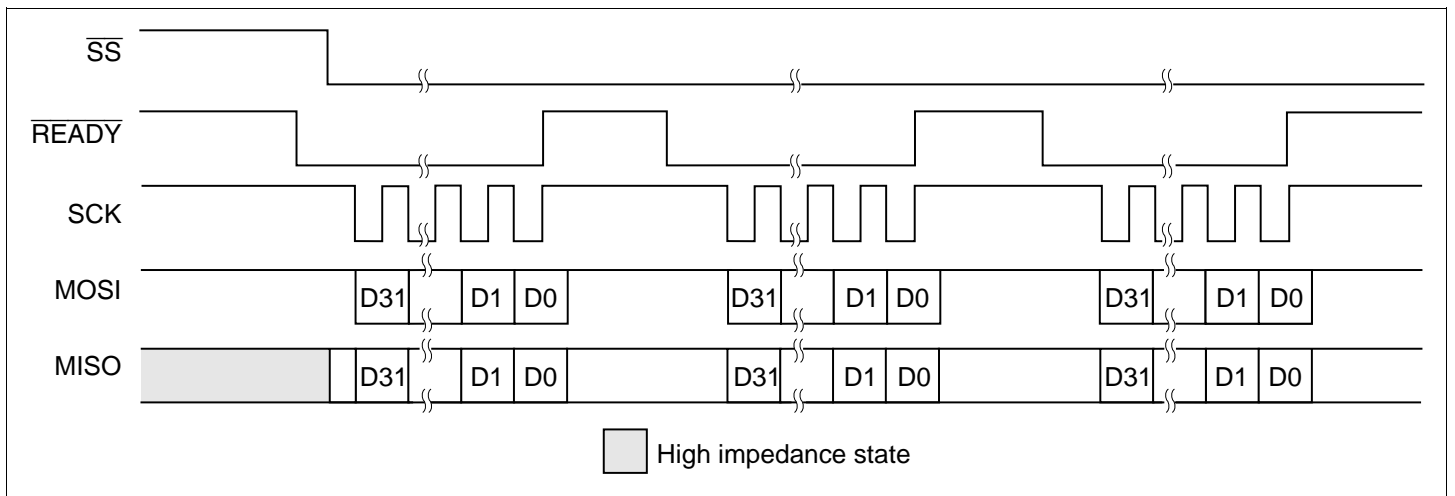 SS
READY
SCK
MOSI D31 D1 D0 D31 D1 D0 D31 D1 D0
MISO D31 D1 D0 D31 D1 D0 D31 D1 D0
High impedance state